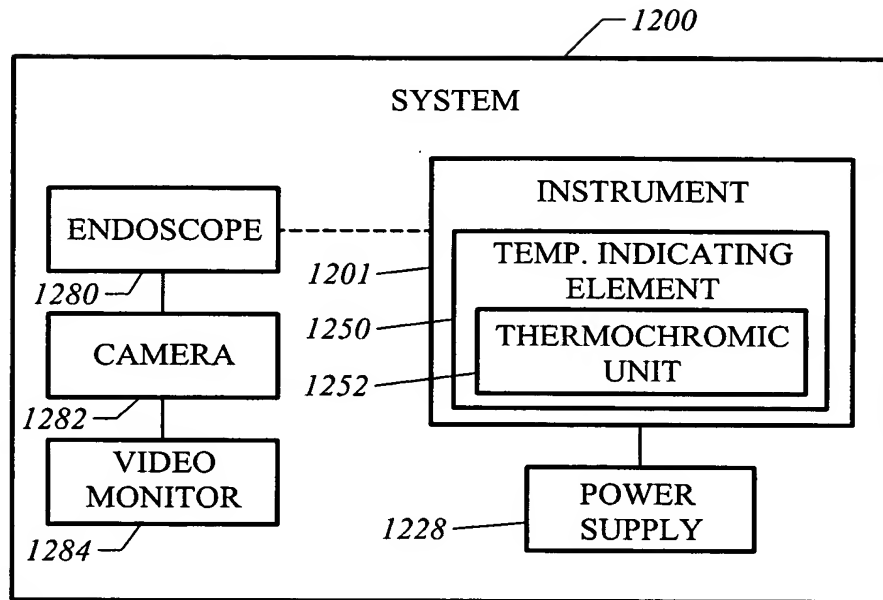 1200
SYSTEM
INSTRUMENT
ENDOSCOPE
1280
1201
TEMP. INDICATING
ELEMENT
1250
THERMOCHROMIC
UNIT
1252
CAMERA
1282
VIDEO
MONITOR
1284
POWER
SUPPLY
1228